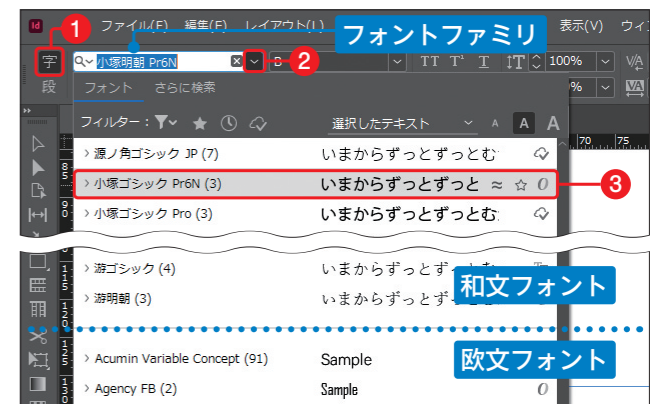 Id ファイル(F) 編集(E) レイアウト(L) 表示(V) ウィ
1
フォントファミリ
字 小塚明朝 Pr6N 2 TT T¹ T 100%
段 フォント さらに検索 %
フィルター： 選択したテキスト A A A
70 75
源ノ角ゴシック JP (7) いまからずっとずっとむ
小塚ゴシック Pr6N (3) いまからずっとずっと 3
小塚ゴシック Pro (3) いまからずっとずっとむ
游ゴシック (4) いまからずっとずっとむ
游明朝 (3) いまからずっとず
和文フォント
欧文フォント
Acumin Variable Concept (91) Sample
Agency FB (2) Sample